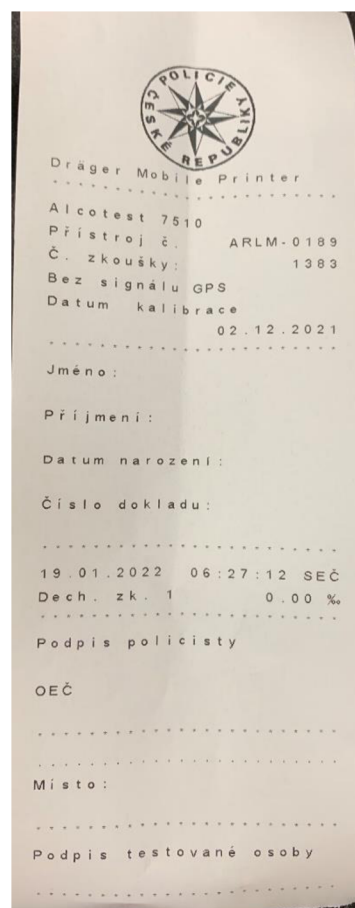 POLICIE
ČESKÉ REPUBLIKY
Dräger Mobile Printer
Alcotest 7510
Přístroj č. ARLM-0189
Č. zkoušky: 1383
Bez signálu GPS
Datum kalibrace
02.12.2021
Jméno:
Příjmení:
Datum narození:
Číslo dokladu:
19.01.2022 06:27:12 SEČ
Dech. zk. 1 0.00 ‰
Podpis policisty
OEČ
Místo:
Podpis testované osoby